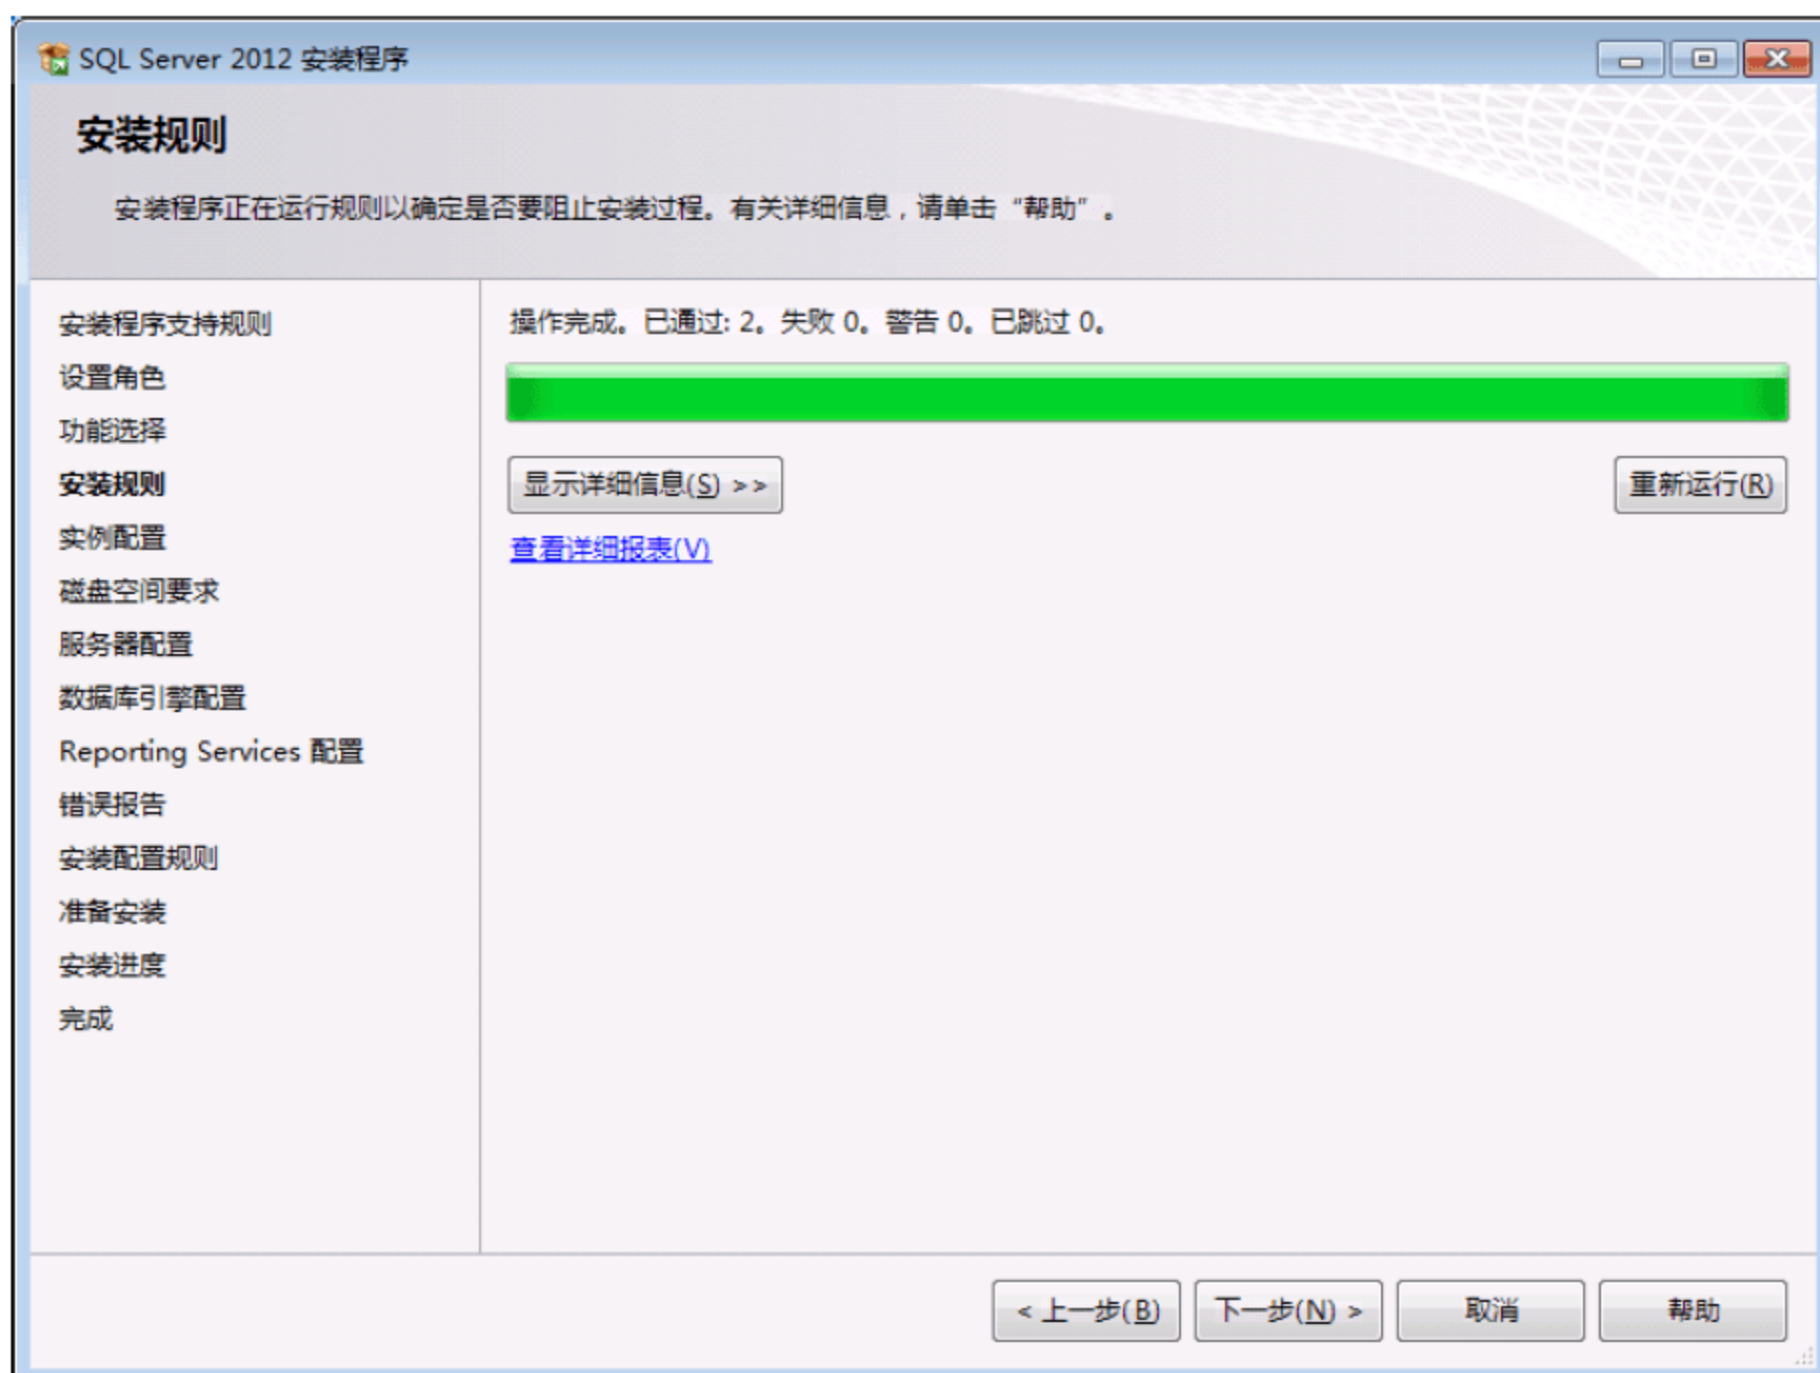 SQL Server 2012 安装程序
安装规则
安装程序正在运行规则以确定是否要阻止安装过程。有关详细信息，请单击“帮助”。
安装程序支持规则
设置角色
功能选择
安装规则
实例配置
磁盘空间要求
服务器配置
数据库引擎配置
Reporting Services 配置
错误报告
安装配置规则
准备安装
安装进度
完成
操作完成。已通过: 2。失败 0。警告 0。已跳过 0。
显示详细信息(S) >>
重新运行(R)
查看详细报表(V)
< 上一步(B)
下一步(N) >
取消
帮助